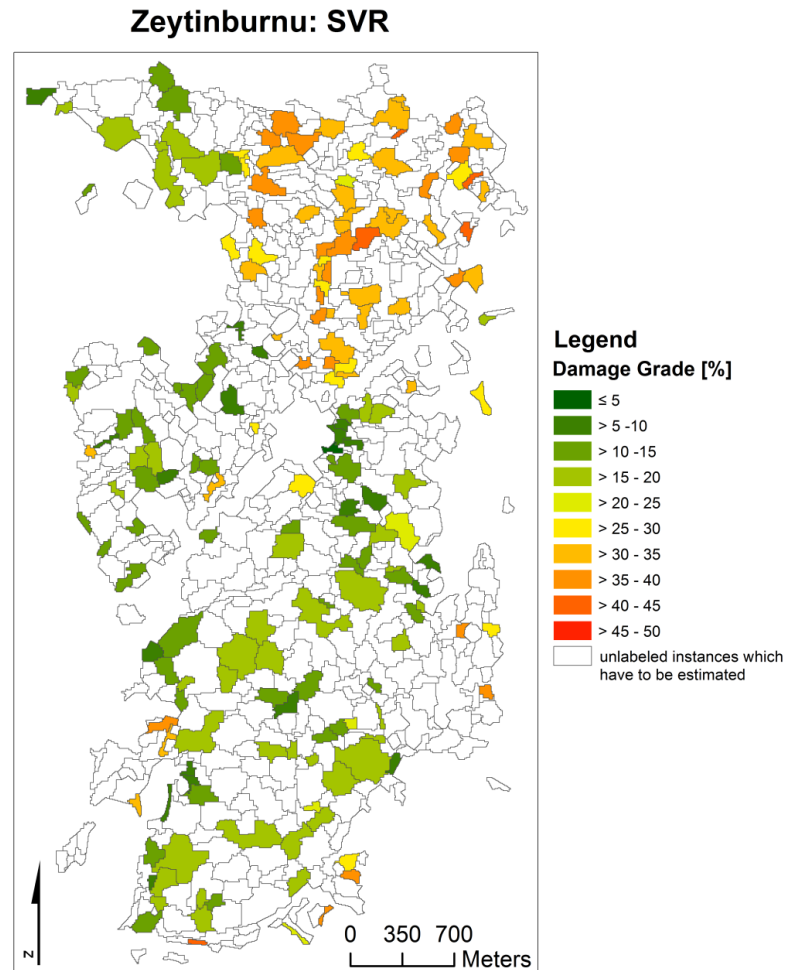 Zeytinburnu: SVR
Legend
Damage Grade [%]
≤ 5
> 5 -10
> 10 -15
> 15 - 20
> 20 - 25
> 25 - 30
> 30 - 35
> 35 - 40
> 40 - 45
> 45 - 50
unlabeled instances which
have to be estimated
N
0 350 700
Meters